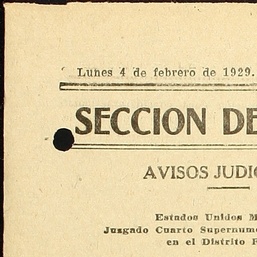 Lunes 4 de febrero de 1929.
SECCION DE
AVISOS JUDIC
Estados Unidos M
Juzgado Cuarto Supernume
en el Distrito F